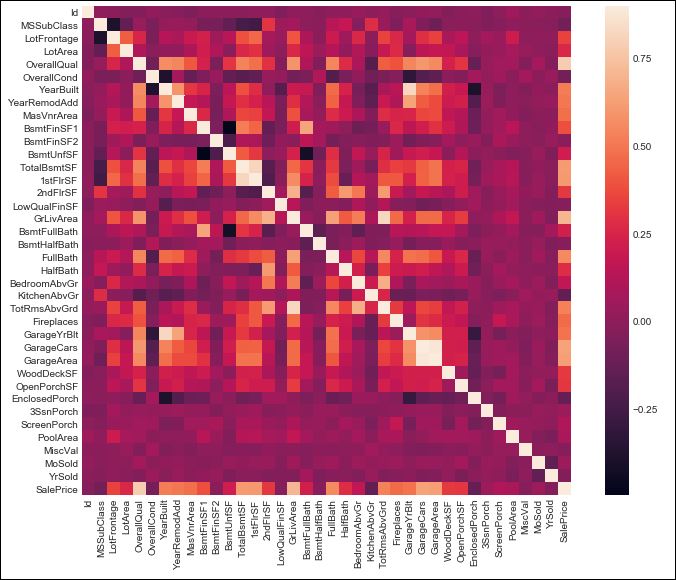 Id
MSSubClass
LotFrontage
LotArea
OverallQual
OverallCond
YearBuilt
YearRemodAdd
MasVnrArea
BsmtFinSF1
BsmtFinSF2
BsmtUnfSF
TotalBsmtSF
1stFlrSF
2ndFlrSF
LowQualFinSF
GrLivArea
BsmtFullBath
BsmtHalfBath
FullBath
HalfBath
BedroomAbvGr
KitchenAbvGr
TotRmsAbvGrd
Fireplaces
GarageYrBlt
GarageCars
GarageArea
WoodDeckSF
OpenPorchSF
EnclosedPorch
3SsnPorch
ScreenPorch
PoolArea
MiscVal
MoSold
YrSold
SalePrice
Id
MSSubClass
LotFrontage
LotArea
OverallQual
OverallCond
YearBuilt
YearRemodAdd
MasVnrArea
BsmtFinSF1
BsmtFinSF2
BsmtUnfSF
TotalBsmtSF
1stFlrSF
2ndFlrSF
LowQualFinSF
GrLivArea
BsmtFullBath
BsmtHalfBath
FullBath
HalfBath
BedroomAbvGr
KitchenAbvGr
TotRmsAbvGrd
Fireplaces
GarageYrBlt
GarageCars
GarageArea
WoodDeckSF
OpenPorchSF
EnclosedPorch
3SsnPorch
ScreenPorch
PoolArea
MiscVal
MoSold
YrSold
SalePrice
0.75
0.50
0.25
0.00
−0.25